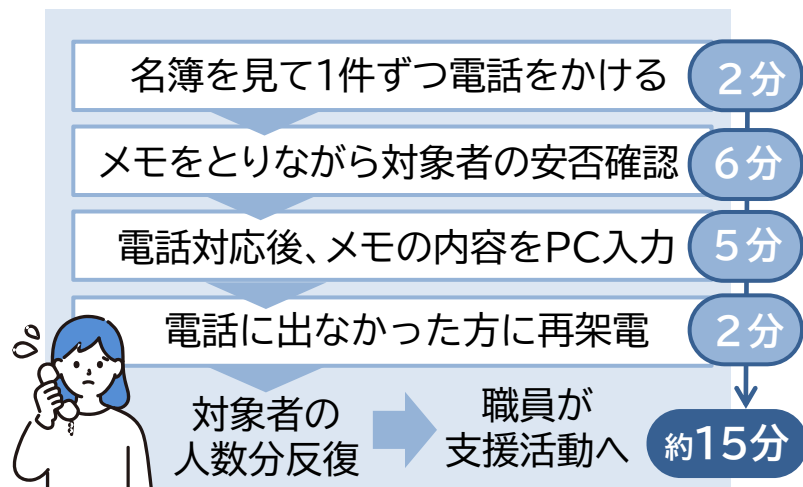 名簿を見て1件ずつ電話をかける 2分
メモをとりながら対象者の安否確認 6分
電話対応後、メモの内容をPC入力 5分
電話に出なかった方に再架電 2分
対象者の
人数分反復
職員が
支援活動へ
約15分